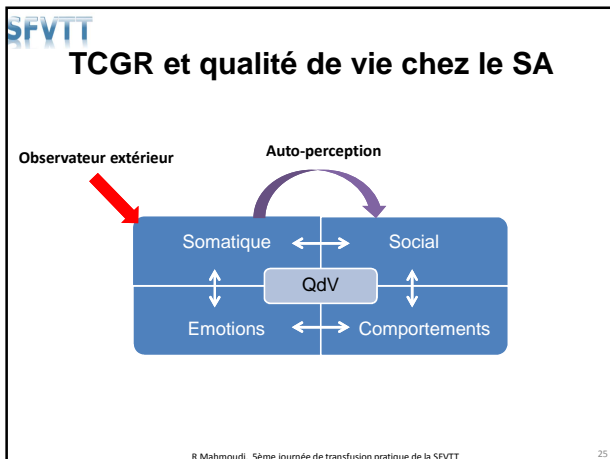 SFVTT
TCGR et qualité de vie chez le SA
Observateur extérieur
Auto-perception
Somatique
Social
QdV
Emotions
Comportements
R Mahmoudi, 5ème journée de transfusion pratique de la SFVTT
25